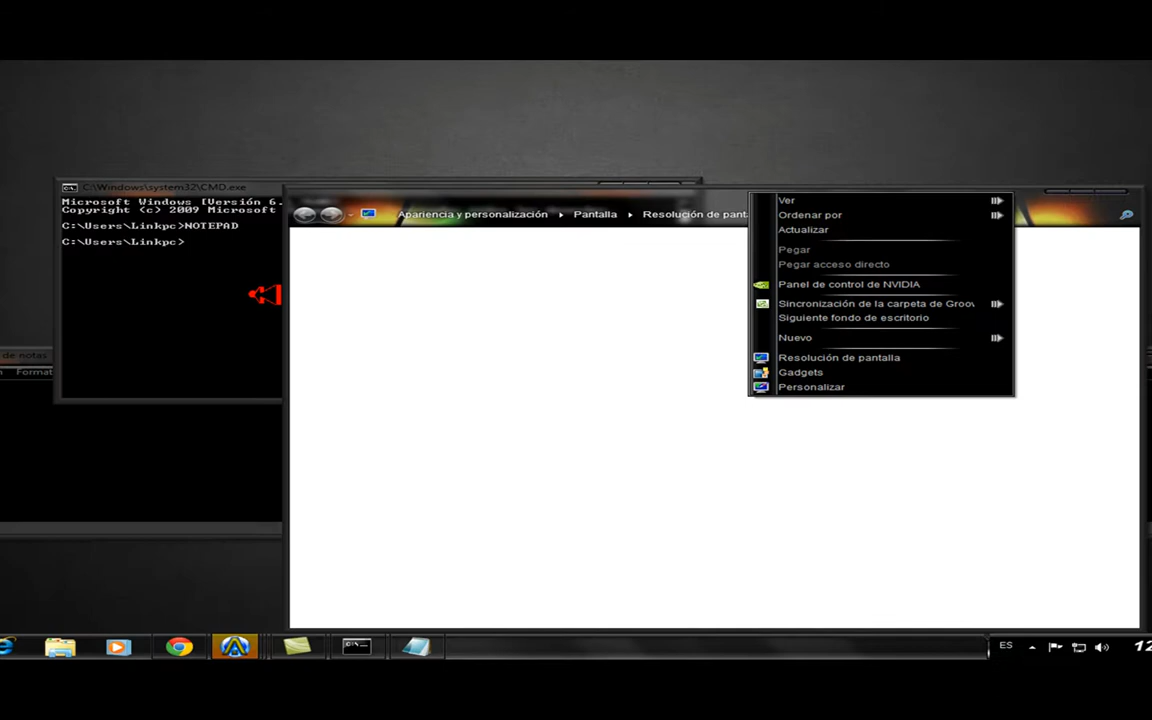 C:\Windows\system32\CMD.exe
Microsoft Windows [Versión 6.
Copyright (c) 2009 Microsoft
C:\Users\Linkpc>NOTEPAD
C:\Users\Linkpc>
de notas
Format
Apariencia y personalización
Pantalla
Resolución de pant
Ver
Ordenar por
Actualizar
Pegar
Pegar acceso directo
Panel de control de NVIDIA
Sincronización de la carpeta de Groov
Siguiente fondo de escritorio
Nuevo
Resolución de pantalla
Gadgets
Personalizar
ES
12